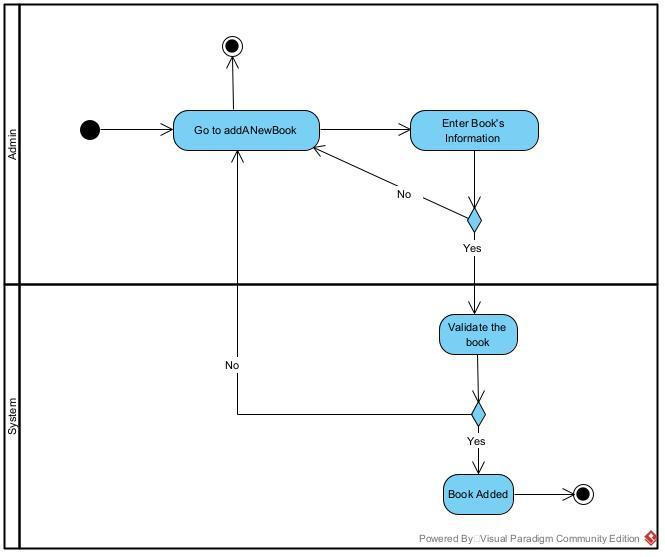 Admin
Go to addANewBook
Enter Book's
Information
No
Yes
System
Validate the
book
No
Yes
Book Added
Powered By Visual Paradigm Community Edition